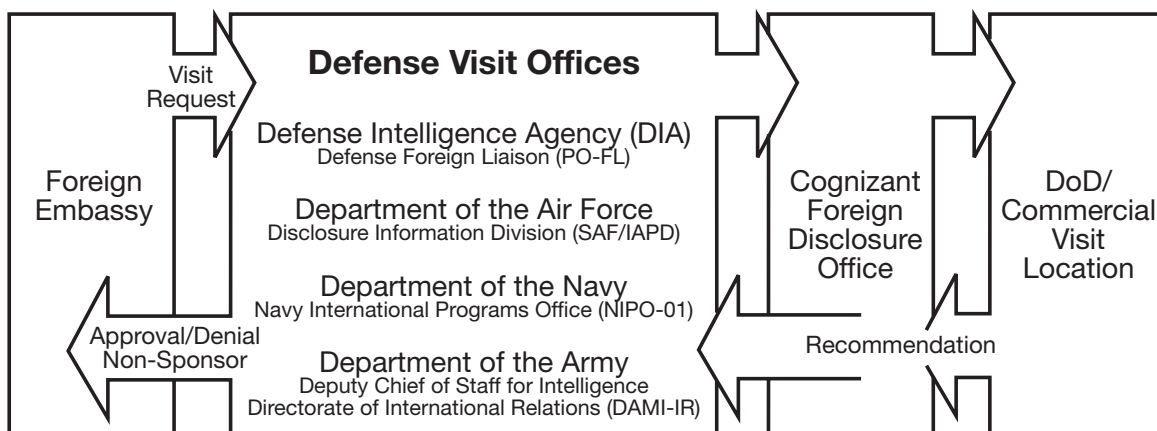 Visit
Request
Foreign
Embassy
Approval/Denial
Non-Sponsor
Defense Visit Offices
Defense Intelligence Agency (DIA)
Defense Foreign Liaison (PO-FL)
Department of the Air Force
Disclosure Information Division (SAF/IAPD)
Department of the Navy
Navy International Programs Office (NIPO-01)
Department of the Army
Deputy Chief of Staff for Intelligence
Directorate of International Relations (DAMI-IR)
Cognizant
Foreign
Disclosure
Office
Recommendation
DoD/
Commercial
Visit
Location